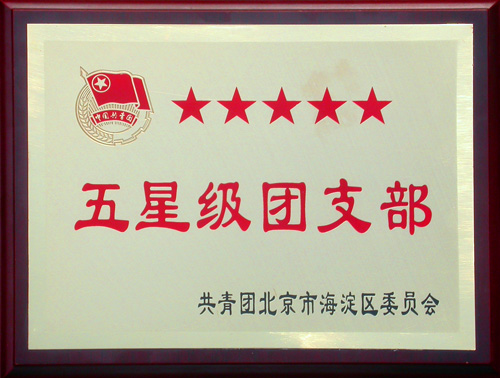 中国共青团
五星级团支部
共青团北京市海淀区委员会